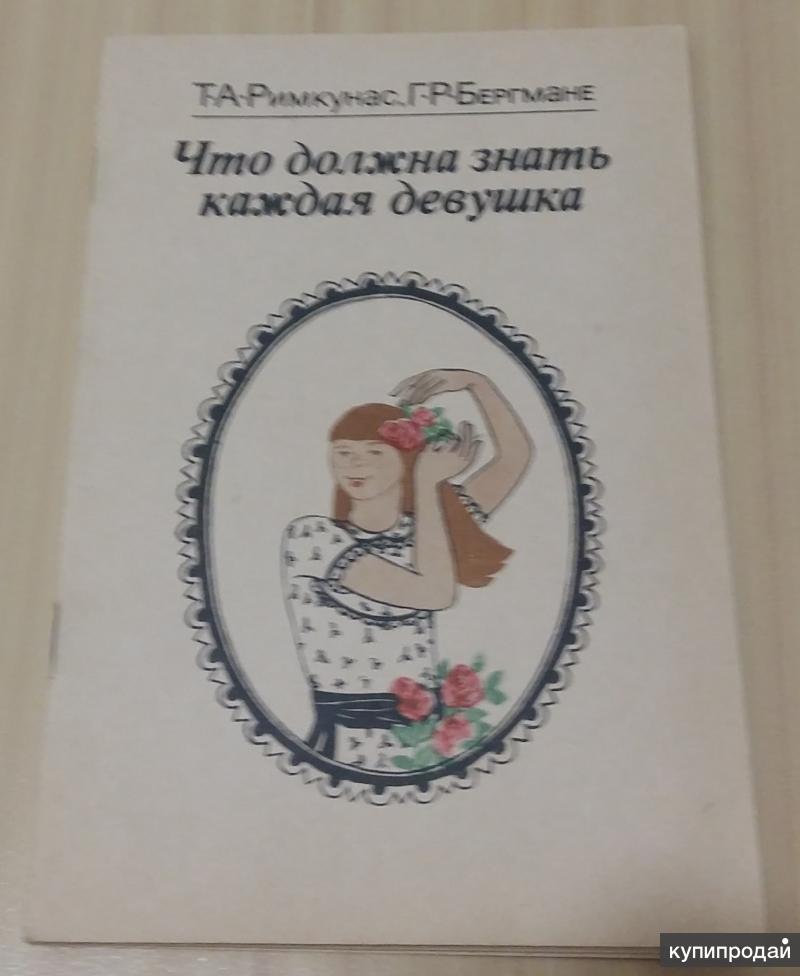 Т·А·Римкунас, Г·Р·Бергмане
Что должна знать
каждая девушка
купипродай